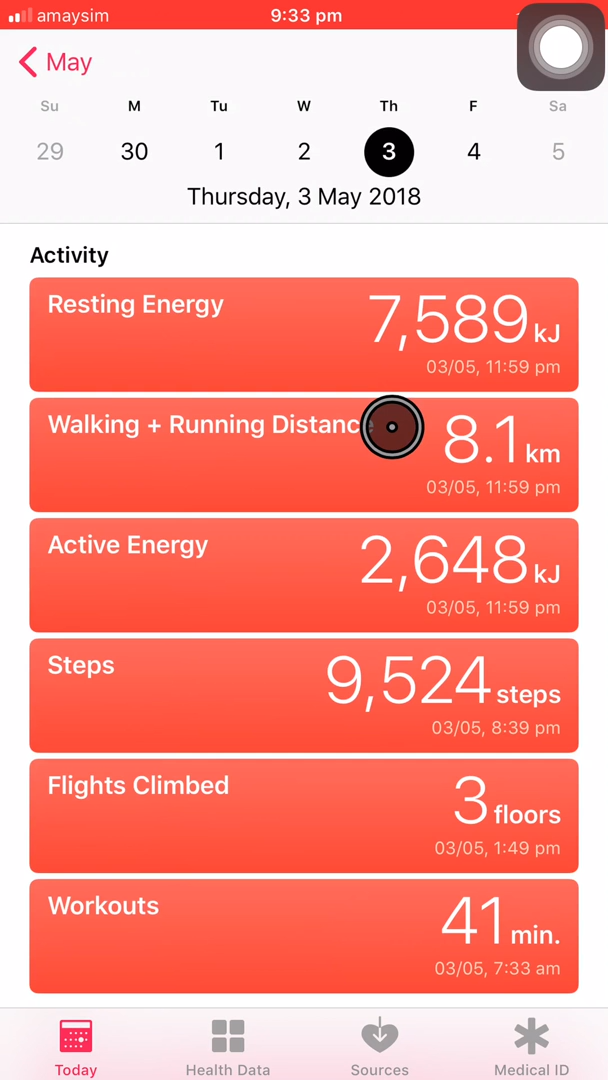 amaysim 9:33 pm
May
Su M Tu W Th F Sa
29 30 1 2 3 4 5
Thursday, 3 May 2018
Activity
Resting Energy 7,589 kJ
03/05, 11:59 pm
Walking + Running Distance 8.1 km
03/05, 11:59 pm
Active Energy 2,648 kJ
03/05, 11:59 pm
Steps 9,524 steps
03/05, 8:39 pm
Flights Climbed 3 floors
03/05, 1:49 pm
Workouts 41 min.
03/05, 7:33 am
Today Health Data Sources Medical ID